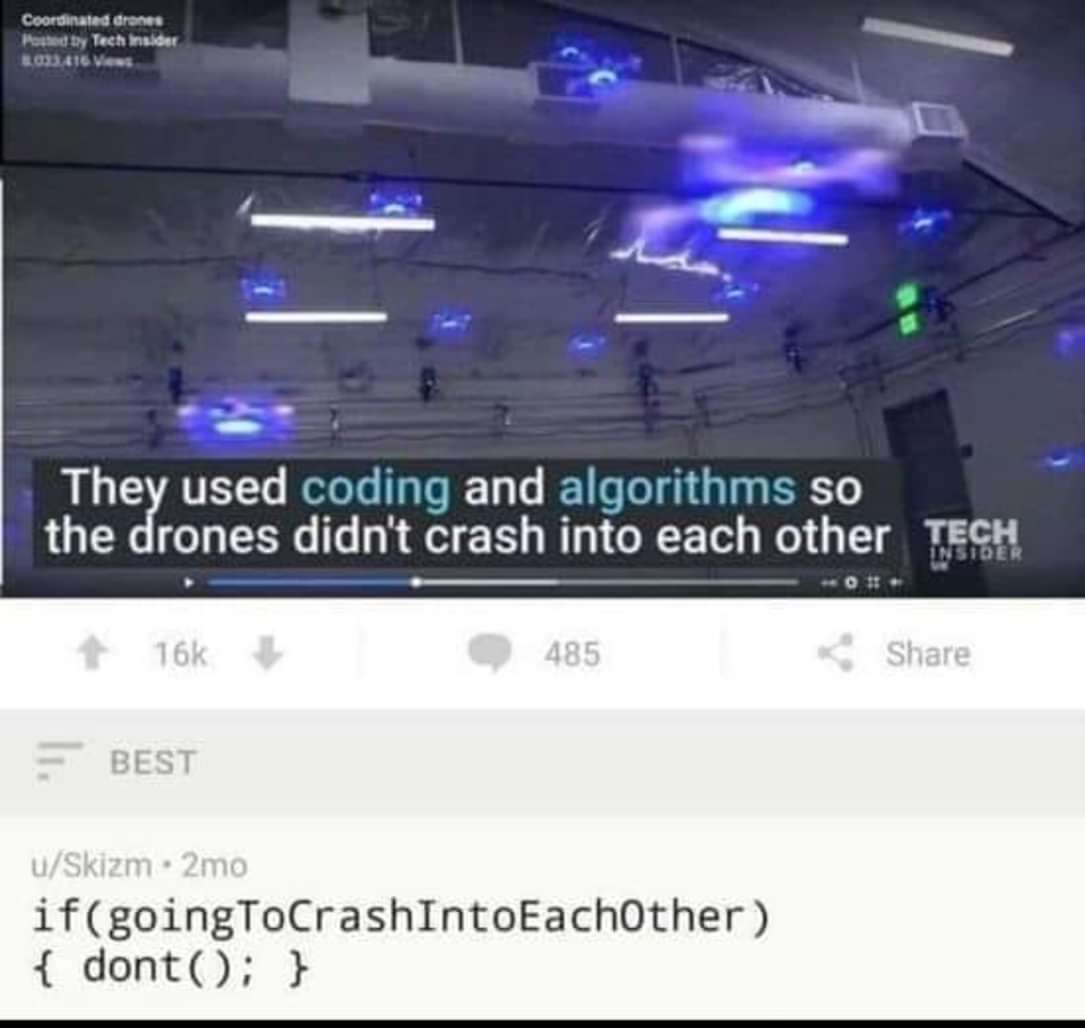 Coordinated drones
Posted by Tech Insider
8,033,416 Views
They used coding and algorithms so
the drones didn't crash into each other
TECH
INSIDER
UK
16k
485
Share
BEST
u/Skizm • 2mo
if(goingToCrashIntoEachOther)
{ dont(); }